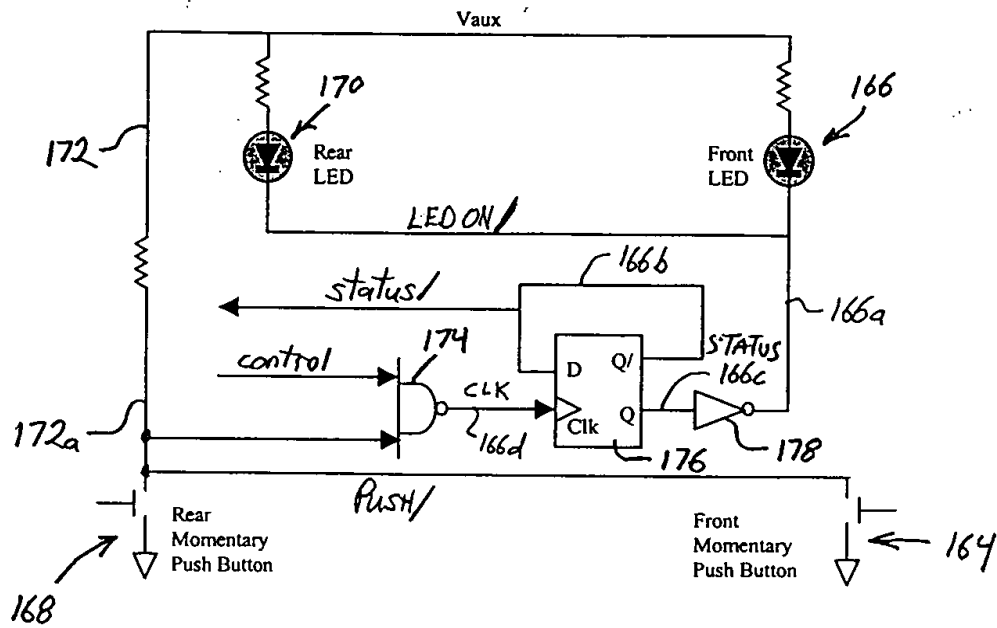 Vaux
170
166
172
Rear
LED
Front
LED
LED ON/
166b
status/
166a
174
STATUS
control
D
Q/
166c
CLK
172a
Clk
Q
166d
176
178
PUSH/
Rear
Momentary
Push Button
Front
Momentary
Push Button
164
168